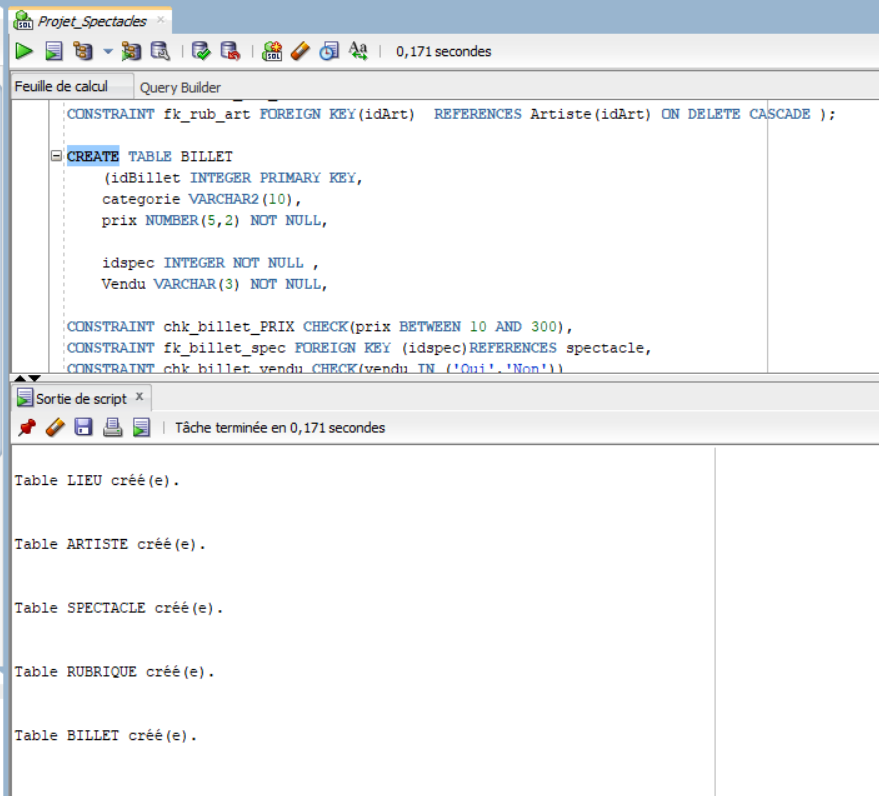 Projet_Spectacles
0,171 secondes
Feuille de calcul Query Builder
CONSTRAINT fk_rub_art FOREIGN KEY(idArt) REFERENCES Artiste(idArt) ON DELETE CASCADE );
CREATE TABLE BILLET
(idBillet INTEGER PRIMARY KEY,
categorie VARCHAR2(10),
prix NUMBER(5,2) NOT NULL,
idspec INTEGER NOT NULL ,
Vendu VARCHAR(3) NOT NULL,
CONSTRAINT chk_billet_PRIX CHECK(prix BETWEEN 10 AND 300),
CONSTRAINT fk_billet_spec FOREIGN KEY (idspec)REFERENCES spectacle,
CONSTRAINT chk_billet_vendu CHECK(vendu IN ('Oui','Non'))
Sortie de script
Tâche terminée en 0,171 secondes
Table LIEU créé(e).
Table ARTISTE créé(e).
Table SPECTACLE créé(e).
Table RUBRIQUE créé(e).
Table BILLET créé(e).